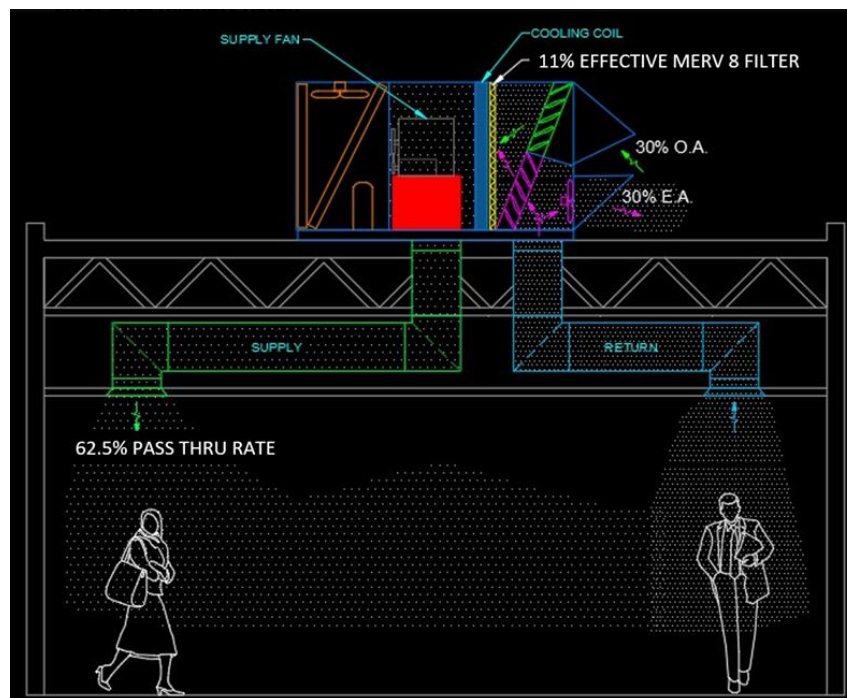 SUPPLY FAN
COOLING COIL
11% EFFECTIVE MERV 8 FILTER
30% O.A.
30% E.A.
SUPPLY
RETURN
62.5% PASS THRU RATE